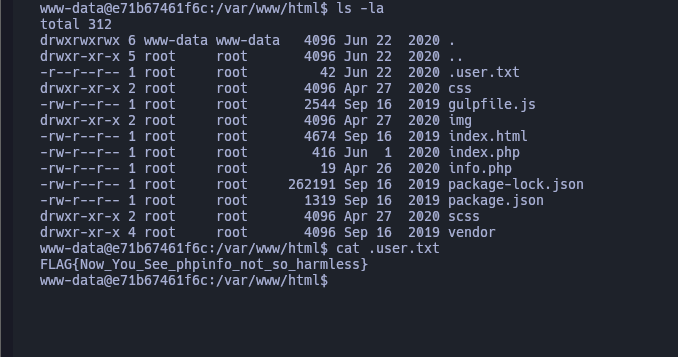 www-data@e71b67461f6c:/var/www/html$ ls -la
total 312
drwxrwxrwx 6 www-data www-data   4096 Jun 22  2020 .
drwxr-xr-x 5 root     root       4096 Jun 22  2020 ..
-r--r--r-- 1 root     root         42 Jun 22  2020 .user.txt
drwxr-xr-x 2 root     root       4096 Apr 27  2020 css
-rw-r--r-- 1 root     root       2544 Sep 16  2019 gulpfile.js
drwxr-xr-x 2 root     root       4096 Apr 27  2020 img
-rw-r--r-- 1 root     root       4674 Sep 16  2019 index.html
-rw-r--r-- 1 root     root        416 Jun  1  2020 index.php
-rw-r--r-- 1 root     root         19 Apr 26  2020 info.php
-rw-r--r-- 1 root     root     262191 Sep 16  2019 package-lock.json
-rw-r--r-- 1 root     root       1319 Sep 16  2019 package.json
drwxr-xr-x 2 root     root       4096 Apr 27  2020 scss
drwxr-xr-x 4 root     root       4096 Sep 16  2019 vendor
www-data@e71b67461f6c:/var/www/html$ cat .user.txt
FLAG{Now_You_See_phpinfo_not_so_harmless}
www-data@e71b67461f6c:/var/www/html$